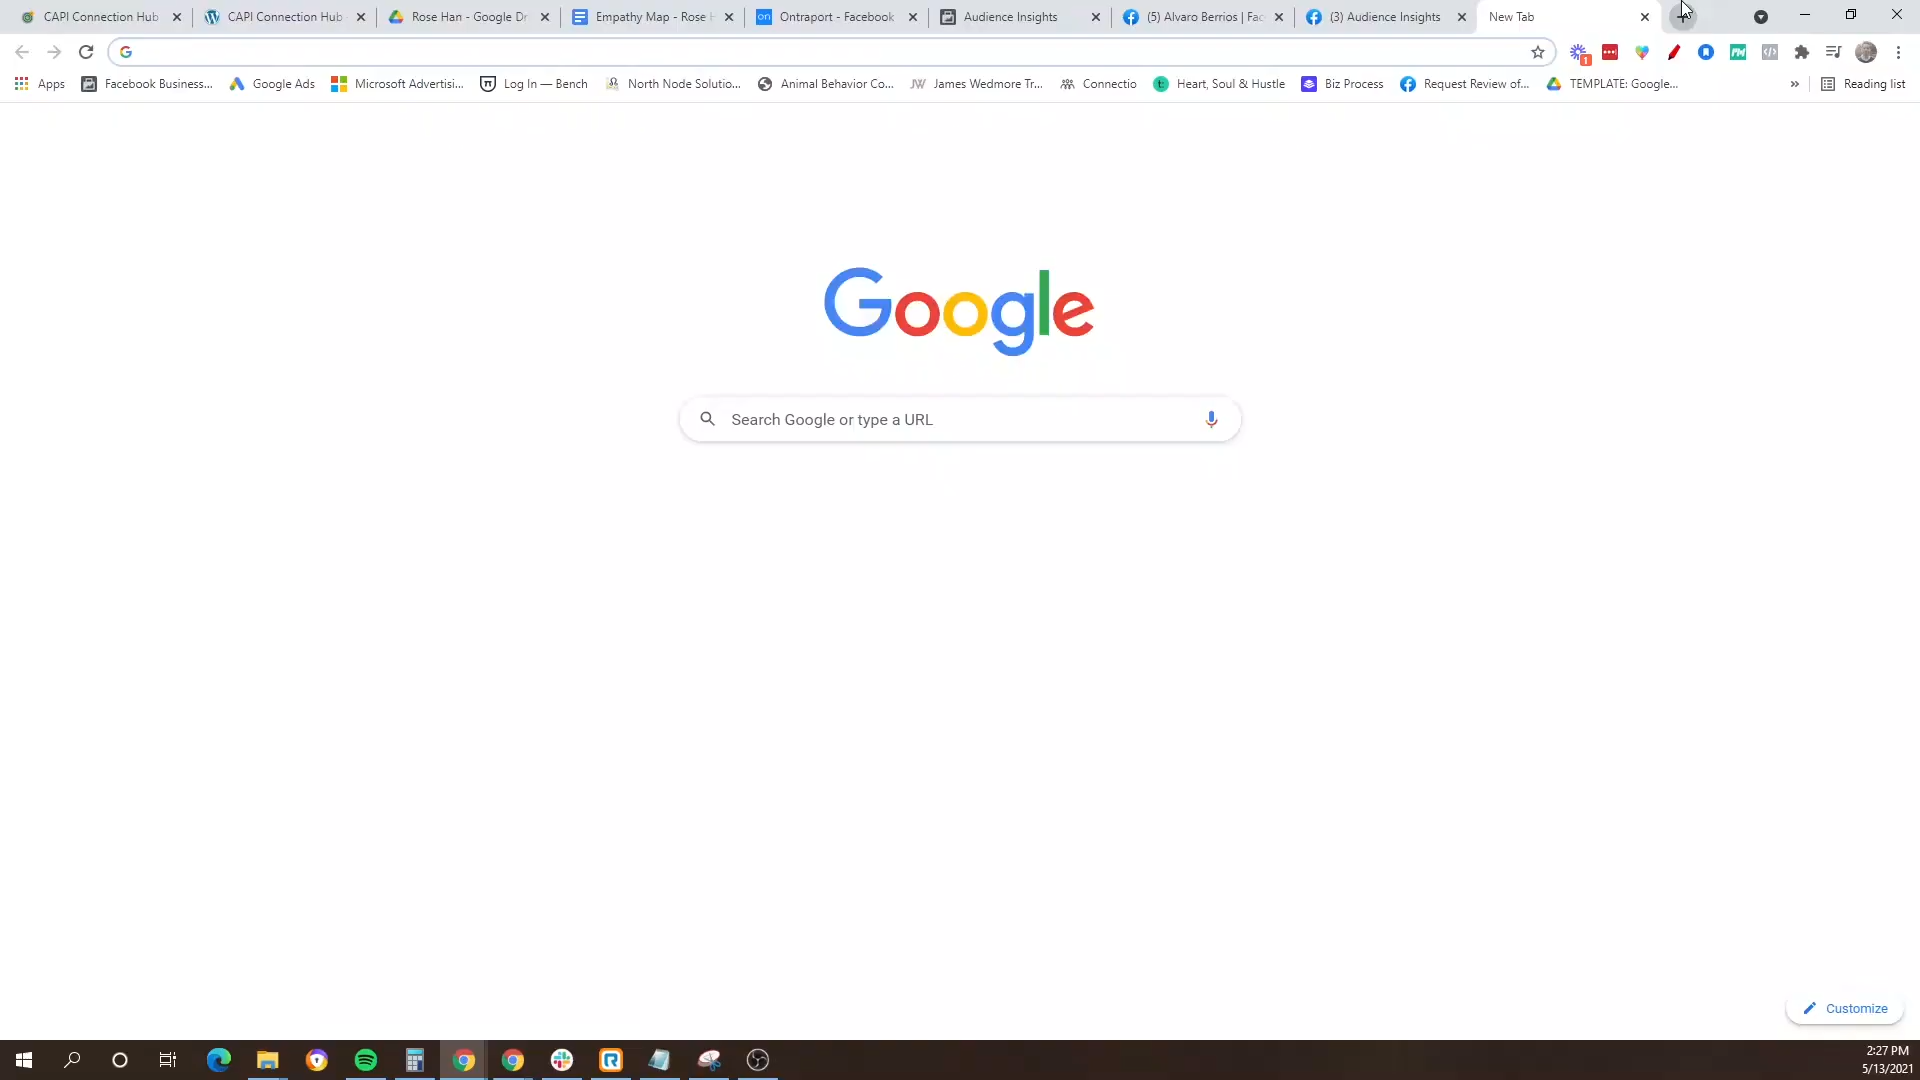 CAPI Connection Hub
CAPI Connection Hub
Rose Han - Google Dr
Empathy Map - Rose H
Ontraport - Facebook
Audience Insights
(5) Alvaro Berrios | Fac
(3) Audience Insights
New Tab
1
Apps
Facebook Business...
Google Ads
Microsoft Advertisi...
Log In — Bench
North Node Solutio...
Animal Behavior Co...
JW
James Wedmore Tr...
Connectio
Heart, Soul & Hustle
Biz Process
Request Review of...
TEMPLATE: Google...
»
Reading list
Google
Search Google or type a URL
Customize
2:27 PM
5/13/2021